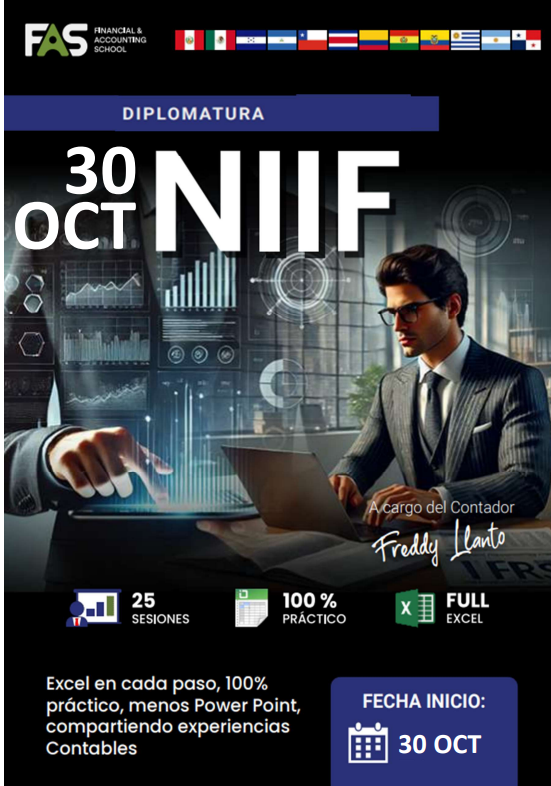 FAS
FINANCIAL &
ACCOUNTING
SCHOOL
DIPLOMATURA
30
OCT
NIIF
A cargo del Contador
Freddy Llanto
IFRS
25
SESIONES
100 %
PRÁCTICO
X
FULL
EXCEL
Excel en cada paso, 100%
práctico, menos Power Point,
compartiendo experiencias
Contables
FECHA INICIO:
30 OCT